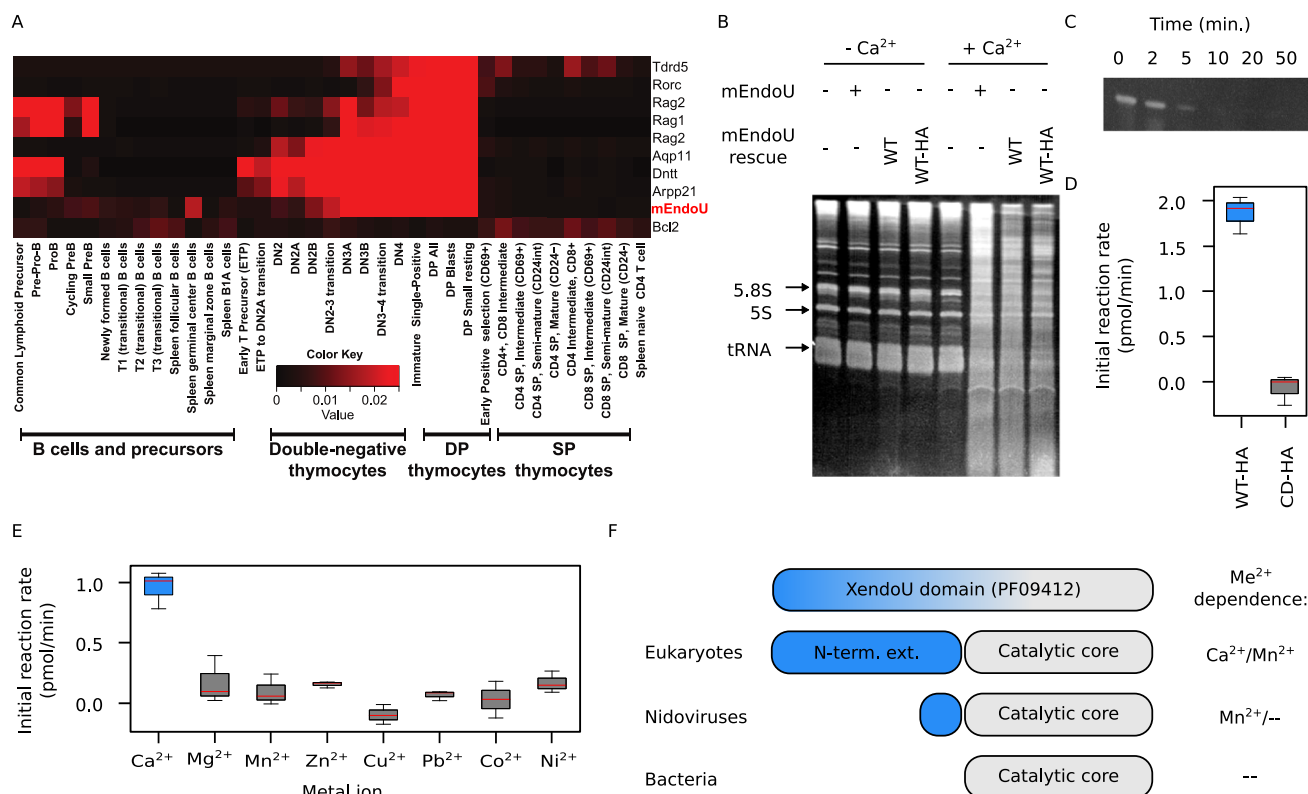 A
Tdrd5
Rorc
Rag2
Rag1
Rag2
Aqp11
Dntt
Arpp21
mEndoU
Bcl2
Common Lymphoid Precursor
Pre-Pro-B
ProB
Cycling PreB
Small PreB
Newly formed B cells
T1 (transitional) B cells
T2 (transitional) B cells
T3 (transitional) B cells
Spleen follicular B cells
Spleen germinal center B cells
Spleen marginal zone B cells
Spleen B1A cells
Early T Precursor (ETP)
ETP to DN2A transition
DN2
DN2A
DN2B
DN2-3 transition
DN3A
DN3B
DN3-4 transition
DN4
Immature Single-Positive
DP All
DP Blasts
DP Small resting
Early Positive selection (CD69+)
CD4+, CD8 Intermediate
CD4 SP, Intermediate (CD69+)
CD4 SP, Semi-mature (CD24int)
CD4 SP, Mature (CD24-)
CD4 Intermediate, CD8+
CD8 SP, Intermediate (CD69+)
CD8 SP, Semi-mature (CD24int)
CD8 SP, Mature (CD24-)
Spleen naive CD4 T cell
Color Key
0 0.01 0.02
Value
B cells and precursors
Double-negative
thymocytes
DP
thymocytes
SP
thymocytes
B
- Ca²⁺ + Ca²⁺
mEndoU - + - - + - -
mEndoU
rescue
- - WT WT-HA - WT WT-HA
5.8S
5S
tRNA
C
Time (min.)
0 2 5 10 20 50
D
Initial reaction rate
(pmol/min)
2.0
1.0
0.0
WT-HA
CD-HA
E
Initial reaction rate
(pmol/min)
1.0
0.5
0.0
Ca²⁺ Mg²⁺ Mn²⁺ Zn²⁺ Cu²⁺ Pb²⁺ Co²⁺ Ni²⁺
Metal ion
F
XendoU domain (PF09412)
Me²⁺
dependence:
Eukaryotes N-term. ext. Catalytic core Ca²⁺/Mn²⁺
Nidoviruses Catalytic core Mn²⁺/--
Bacteria Catalytic core --